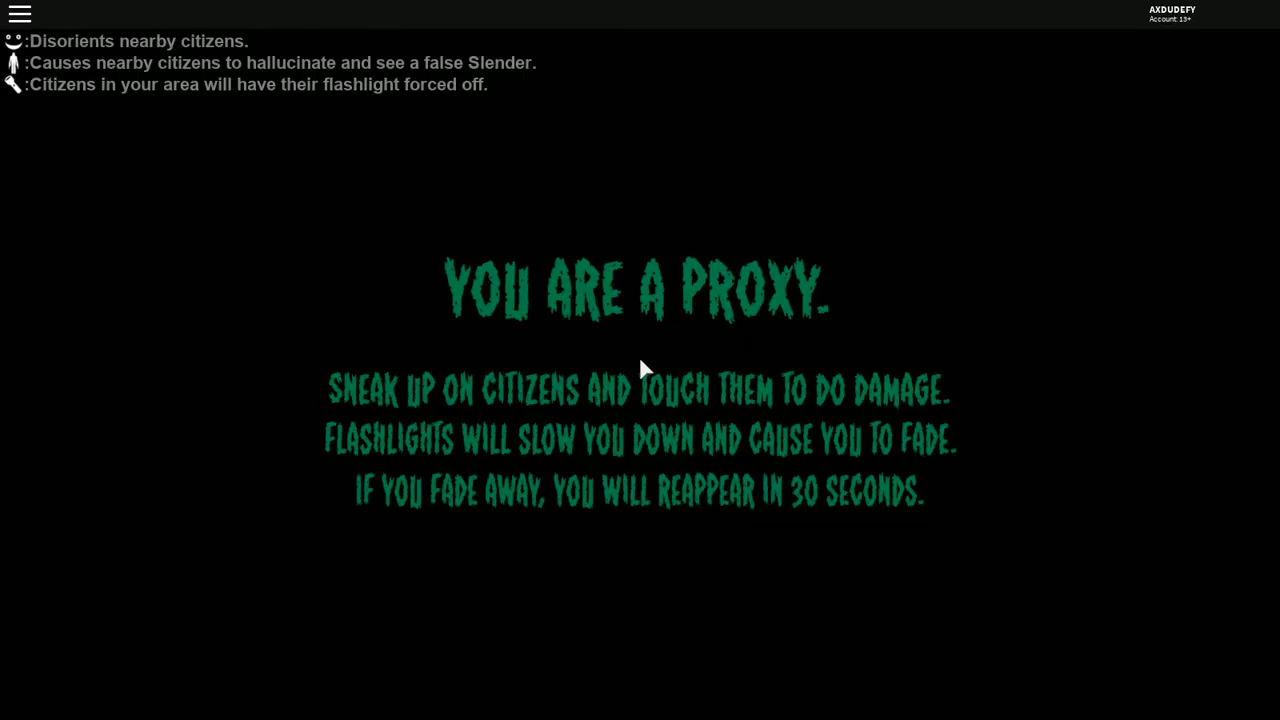 AXDUDEFY
Account: 13+
:Disorients nearby citizens.
:Causes nearby citizens to hallucinate and see a false Slender.
:Citizens in your area will have their flashlight forced off.
YOU ARE A PROXY.
SNEAK UP ON CITIZENS AND TOUCH THEM TO DO DAMAGE.
FLASHLIGHTS WILL SLOW YOU DOWN AND CAUSE YOU TO FADE.
IF YOU FADE AWAY, YOU WILL REAPPEAR IN 30 SECONDS.